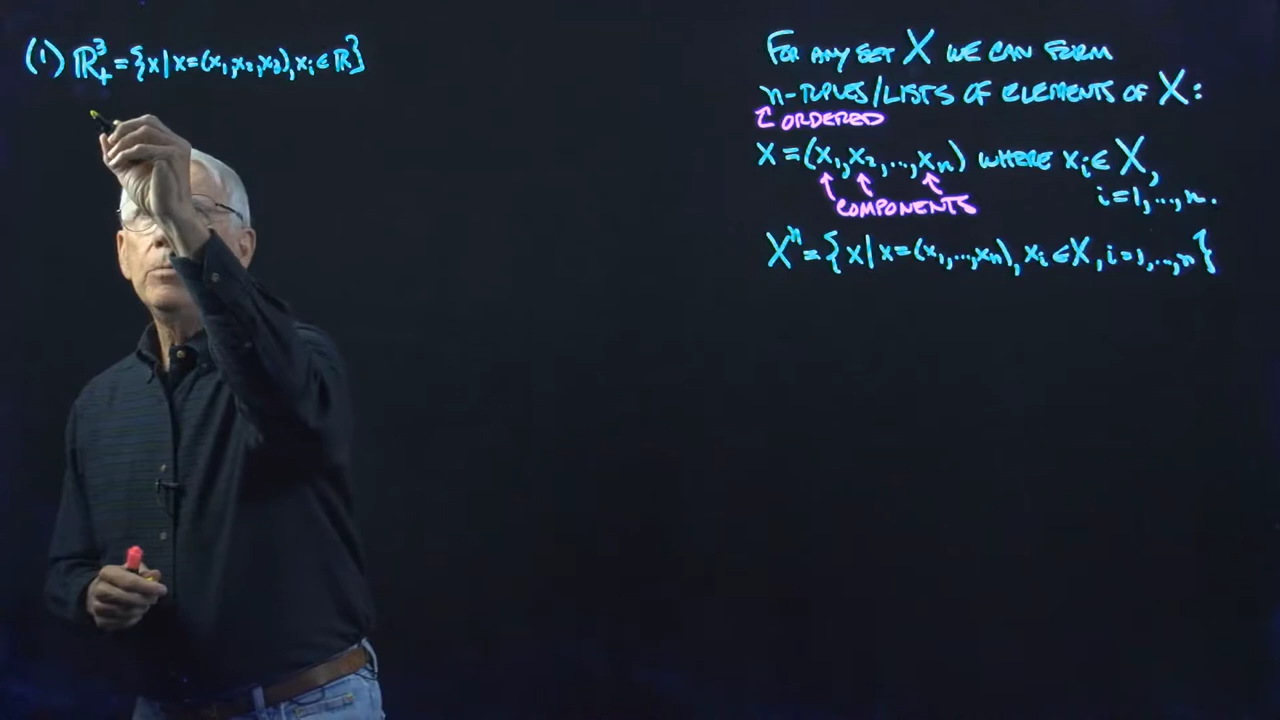 (1) ℝ³₊ = {x | x = (x₁, x₂, x₃), xᵢ ∈ ℝ}
FOR ANY SET X WE CAN FORM
n-TUPLES/LISTS OF ELEMENTS OF X:
↑ ORDERED
x = (x₁, x₂, ..., xₙ) WHERE xᵢ ∈ X,
i = 1, ..., n.
COMPONENTS
Xⁿ = {x | x = (x₁, ..., xₙ), xᵢ ∈ X, i = 1, ..., n}